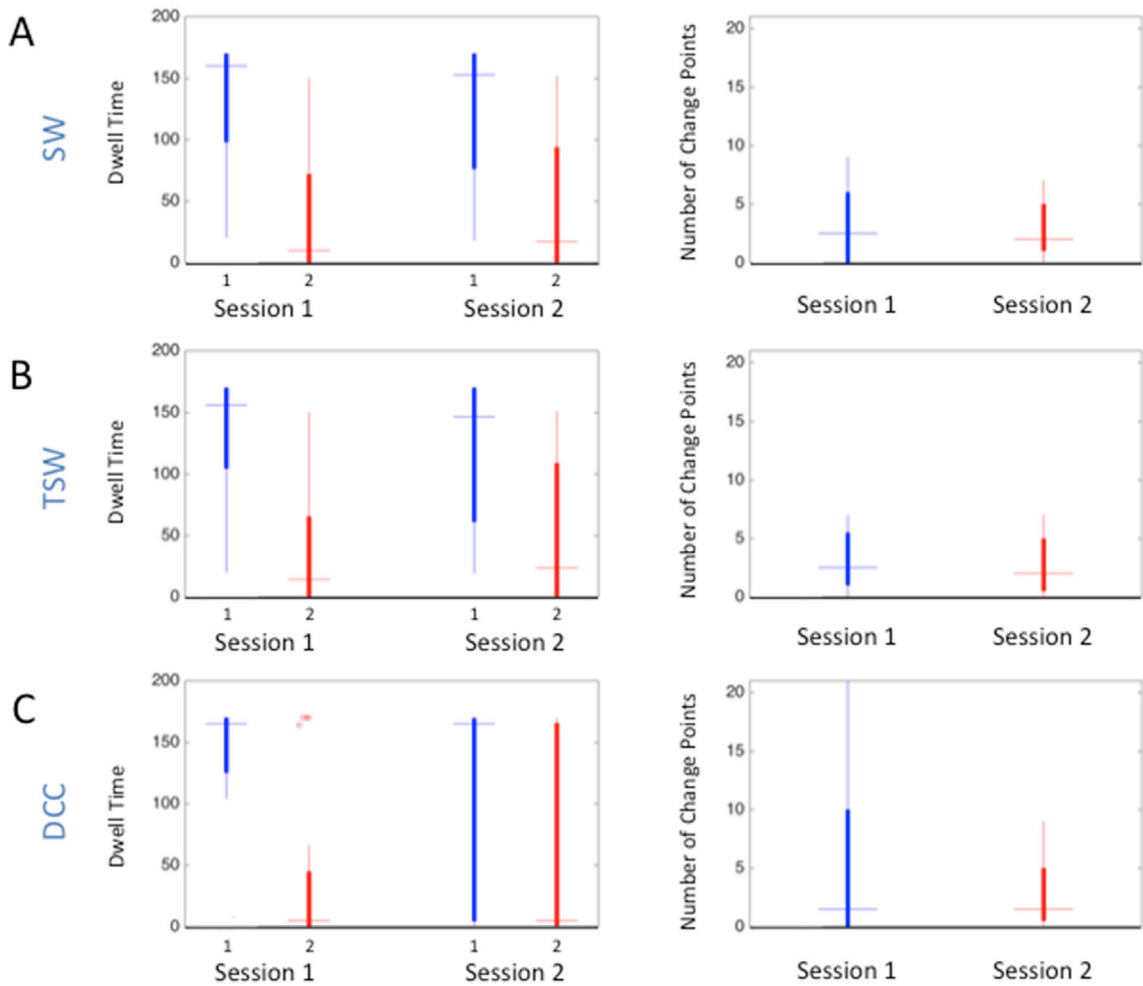 A
SW
Dwell Time
200
150
100
50
0
1 2 1 2
Session 1 Session 2
Number of Change Points
20
15
10
5
0
Session 1 Session 2
B
TSW
Dwell Time
200
150
100
50
0
1 2 1 2
Session 1 Session 2
Number of Change Points
20
15
10
5
0
Session 1 Session 2
C
DCC
Dwell Time
200
150
100
50
0
1 2 1 2
Session 1 Session 2
Number of Change Points
20
15
10
5
0
Session 1 Session 2